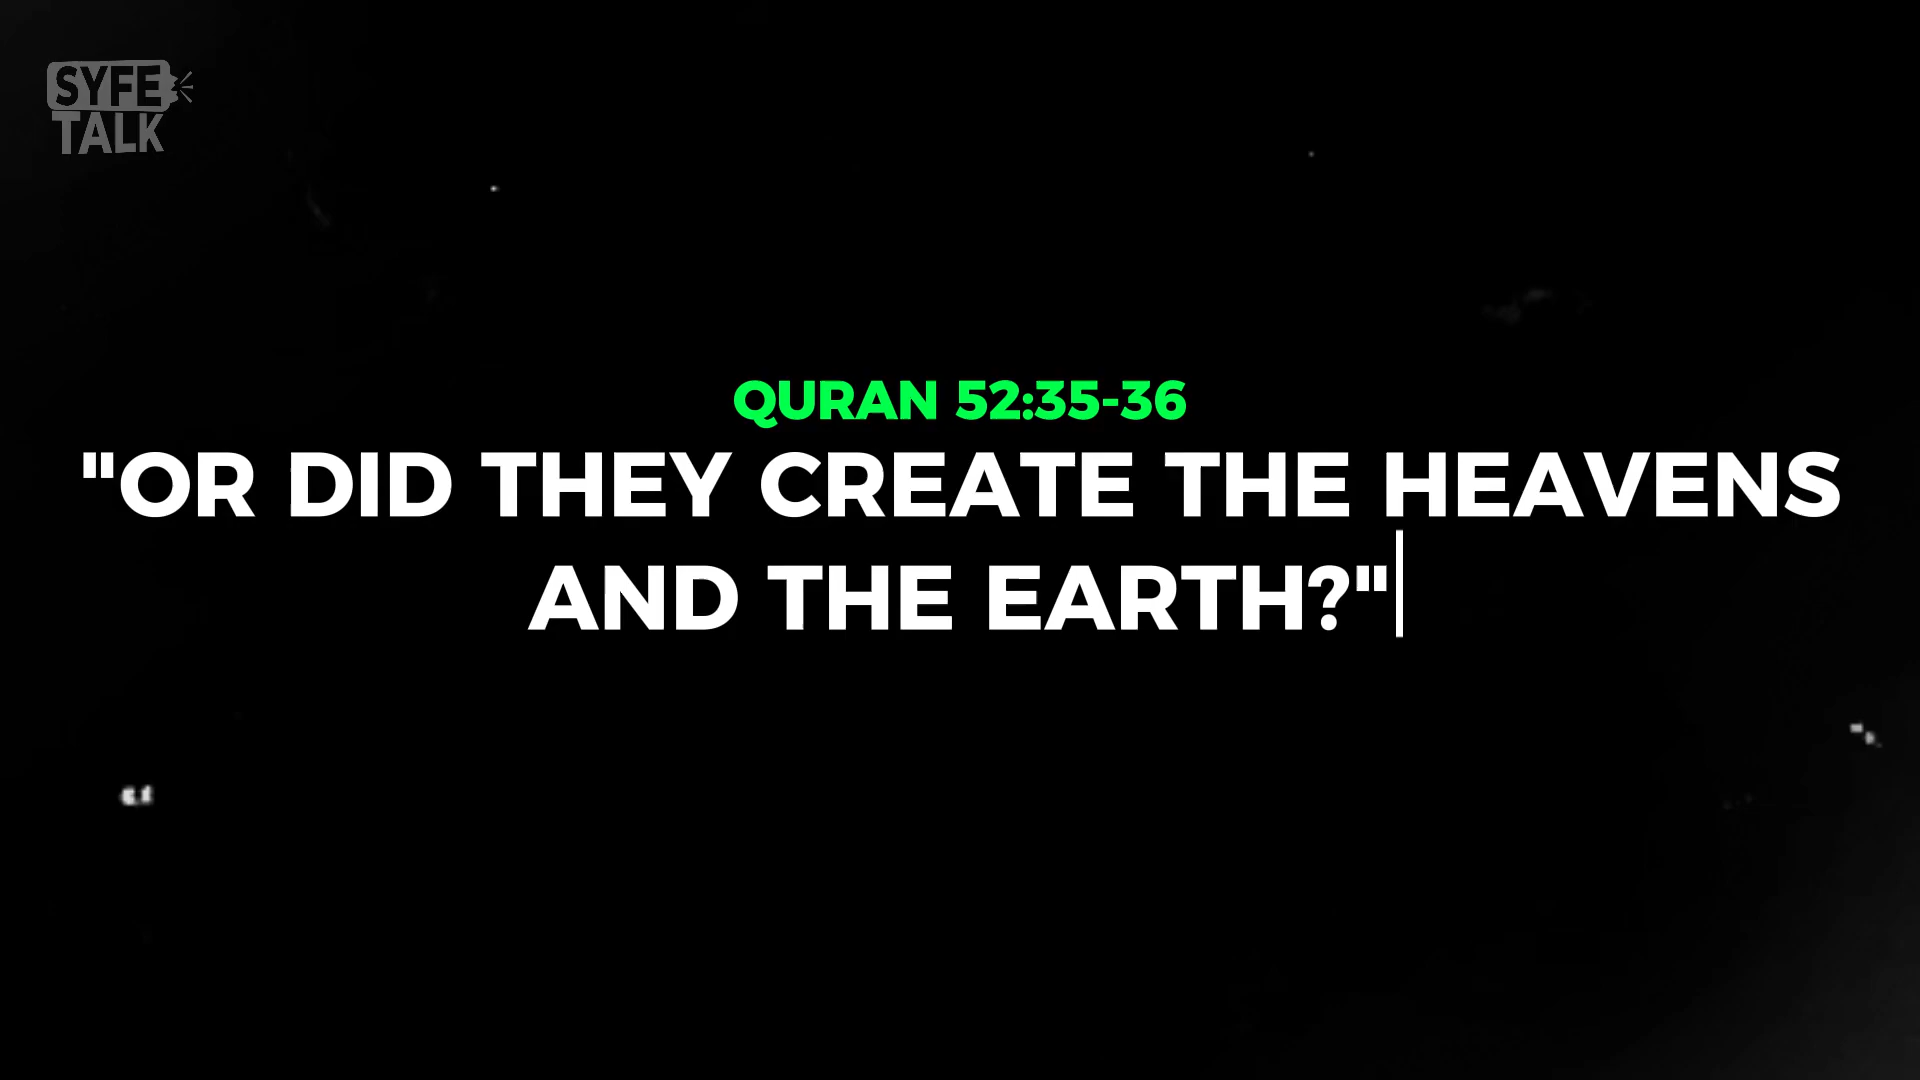 SYFE
TALK
QURAN 52:35-36
"OR DID THEY CREATE THE HEAVENS
AND THE EARTH?"